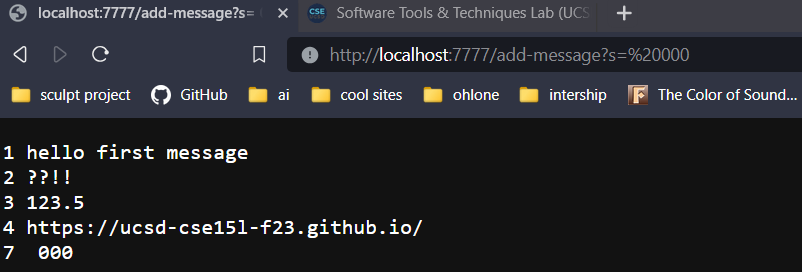 localhost:7777/add-message?s=
CSE Software Tools & Techniques Lab (UCS
http://localhost:7777/add-message?s=%20000
sculpt project GitHub ai cool sites ohlone intership The Color of Sound...
1 hello first message
2 ??!!
3 123.5
4 https://ucsd-cse15l-f23.github.io/
7  000